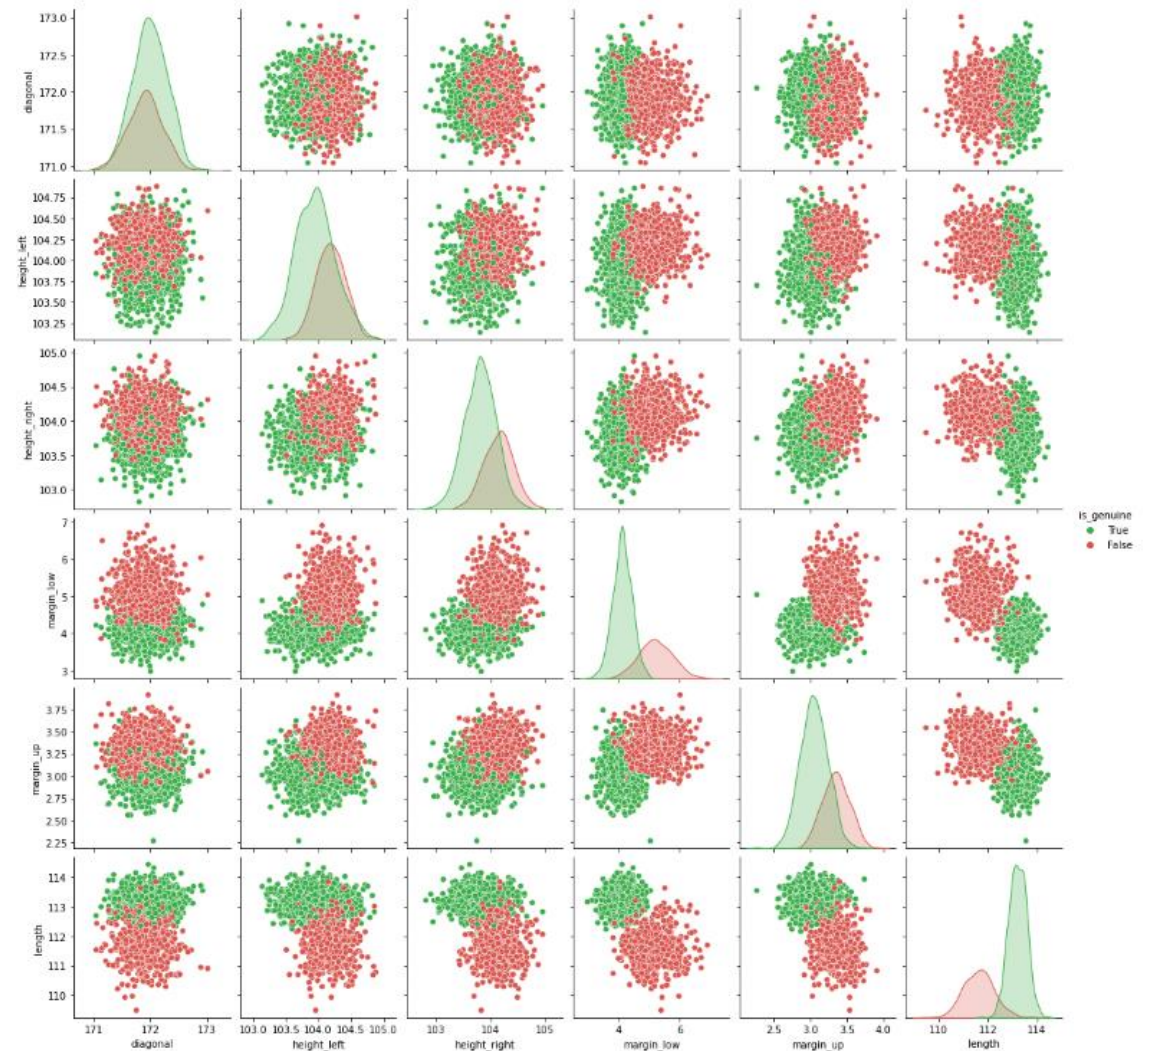 173.0
172.5
172.0
171.5
171.0
diagonal
104.75
104.50
104.25
104.00
103.75
103.50
103.25
height_left
105.0
104.5
104.0
103.5
103.0
height_right
7
6
5
4
3
margin_low
3.75
3.50
3.25
3.00
2.75
2.50
2.25
margin_up
114
113
112
111
110
length
171 172 173
diagonal
103.0 103.5 104.0 104.5 105.0
height_left
103 104 105
height_right
4 6
margin_low
2.5 3.0 3.5 4.0
margin_up
110 112 114
length
is_genuine
True
False